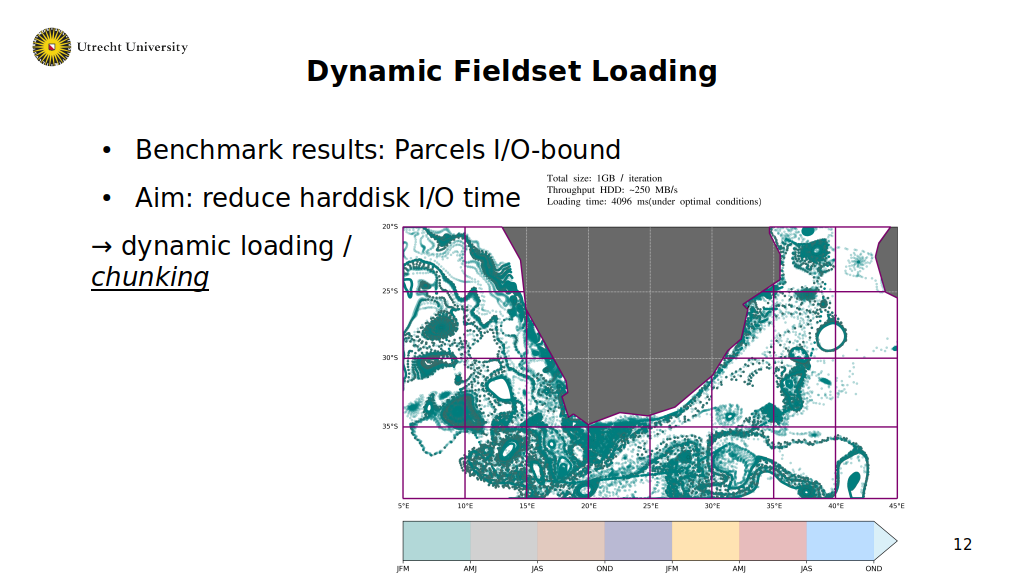 Utrecht University
Dynamic Fieldset Loading
• Benchmark results: Parcels I/O-bound
• Aim: reduce harddisk I/O time
→ dynamic loading /
chunking
Total size: 1GB / iteration
Throughput HDD: ~250 MB/s
Loading time: 4096 ms(under optimal conditions)
20°S
25°S
30°S
35°S
5°E 10°E 15°E 20°E 25°E 30°E 35°E 40°E 45°E
JFM AMJ JAS OND JFM AMJ JAS OND
12